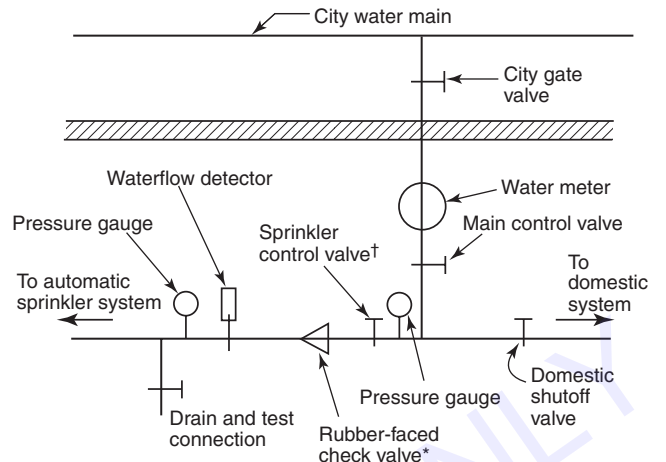 City water main
City gate
valve
Waterflow detector
Water meter
Pressure gauge
Sprinkler
control valve†
Main control valve
To automatic
sprinkler system
To
domestic
system
Pressure gauge
Domestic
shutoff
valve
Drain and test
connection
Rubber-faced
check valve*